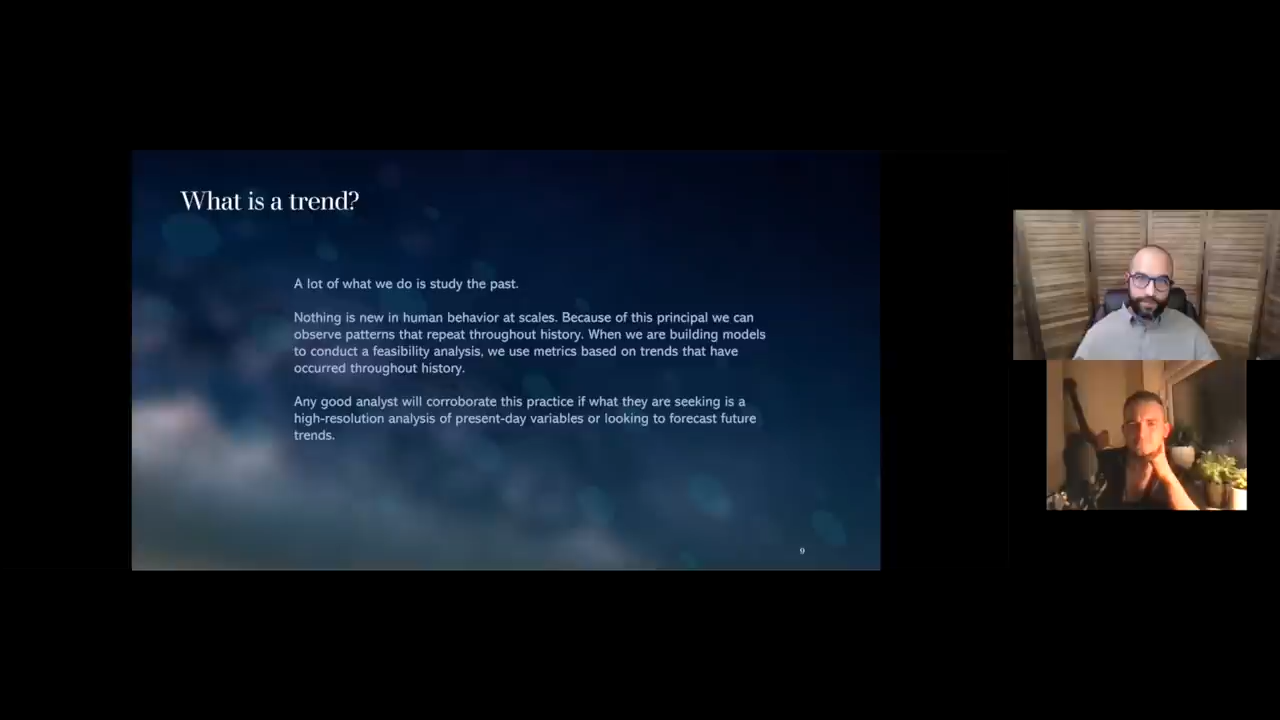 What is a trend?
A lot of what we do is study the past.
Nothing is new in human behavior at scales. Because of this principal we can
observe patterns that repeat throughout history. When we are building models
to conduct a feasibility analysis, we use metrics based on trends that have
occurred throughout history.
Any good analyst will corroborate this practice if what they are seeking is a
high-resolution analysis of present-day variables or looking to forecast future
trends.
9